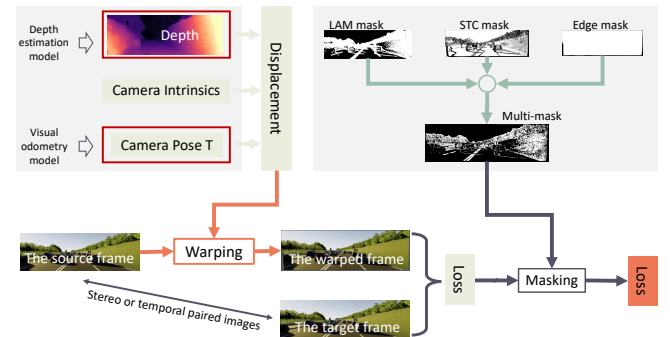 Depth
estimation
model
Depth
Camera Intrinsics
Visual
odometry
model
Camera Pose T
Displacement
LAM mask
STC mask
Edge mask
Multi-mask
The source frame
Warping
The warped frame
Stereo or temporal paired images
The target frame
Loss
Masking
Loss